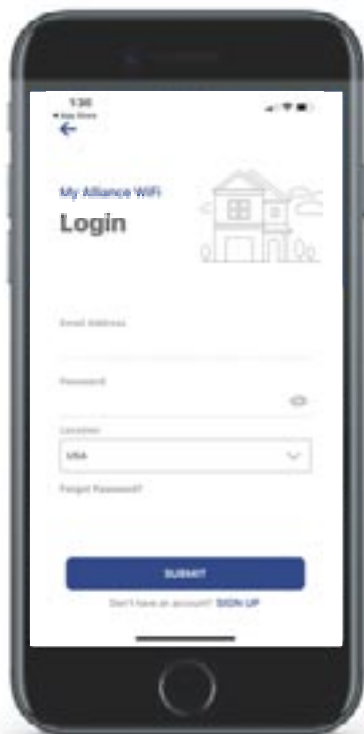 1:30
App Store
My Alliance WiFi
Login
Email Address
Password
Location
USA
Forgot Password?
SUBMIT
Don't have an account? SIGN UP